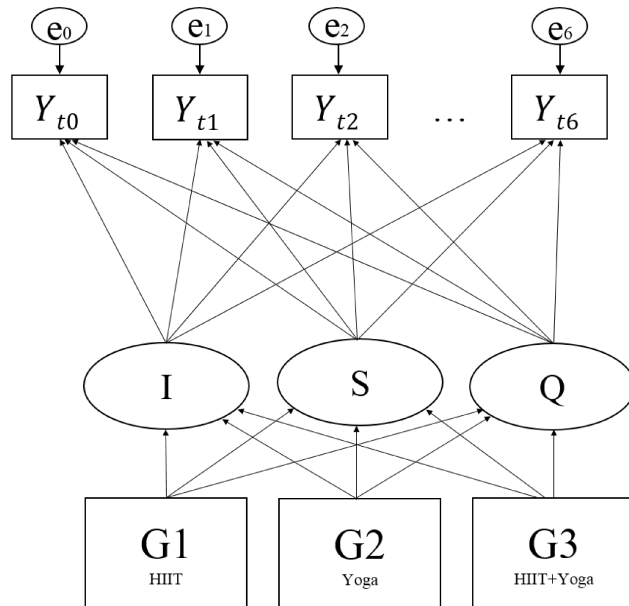 e₀ e₁ e₂ e₆
Yₜ₀ Yₜ₁ Yₜ₂ … Yₜ₆
I S Q
G1 G2 G3
HIIT Yoga HIIT+Yoga